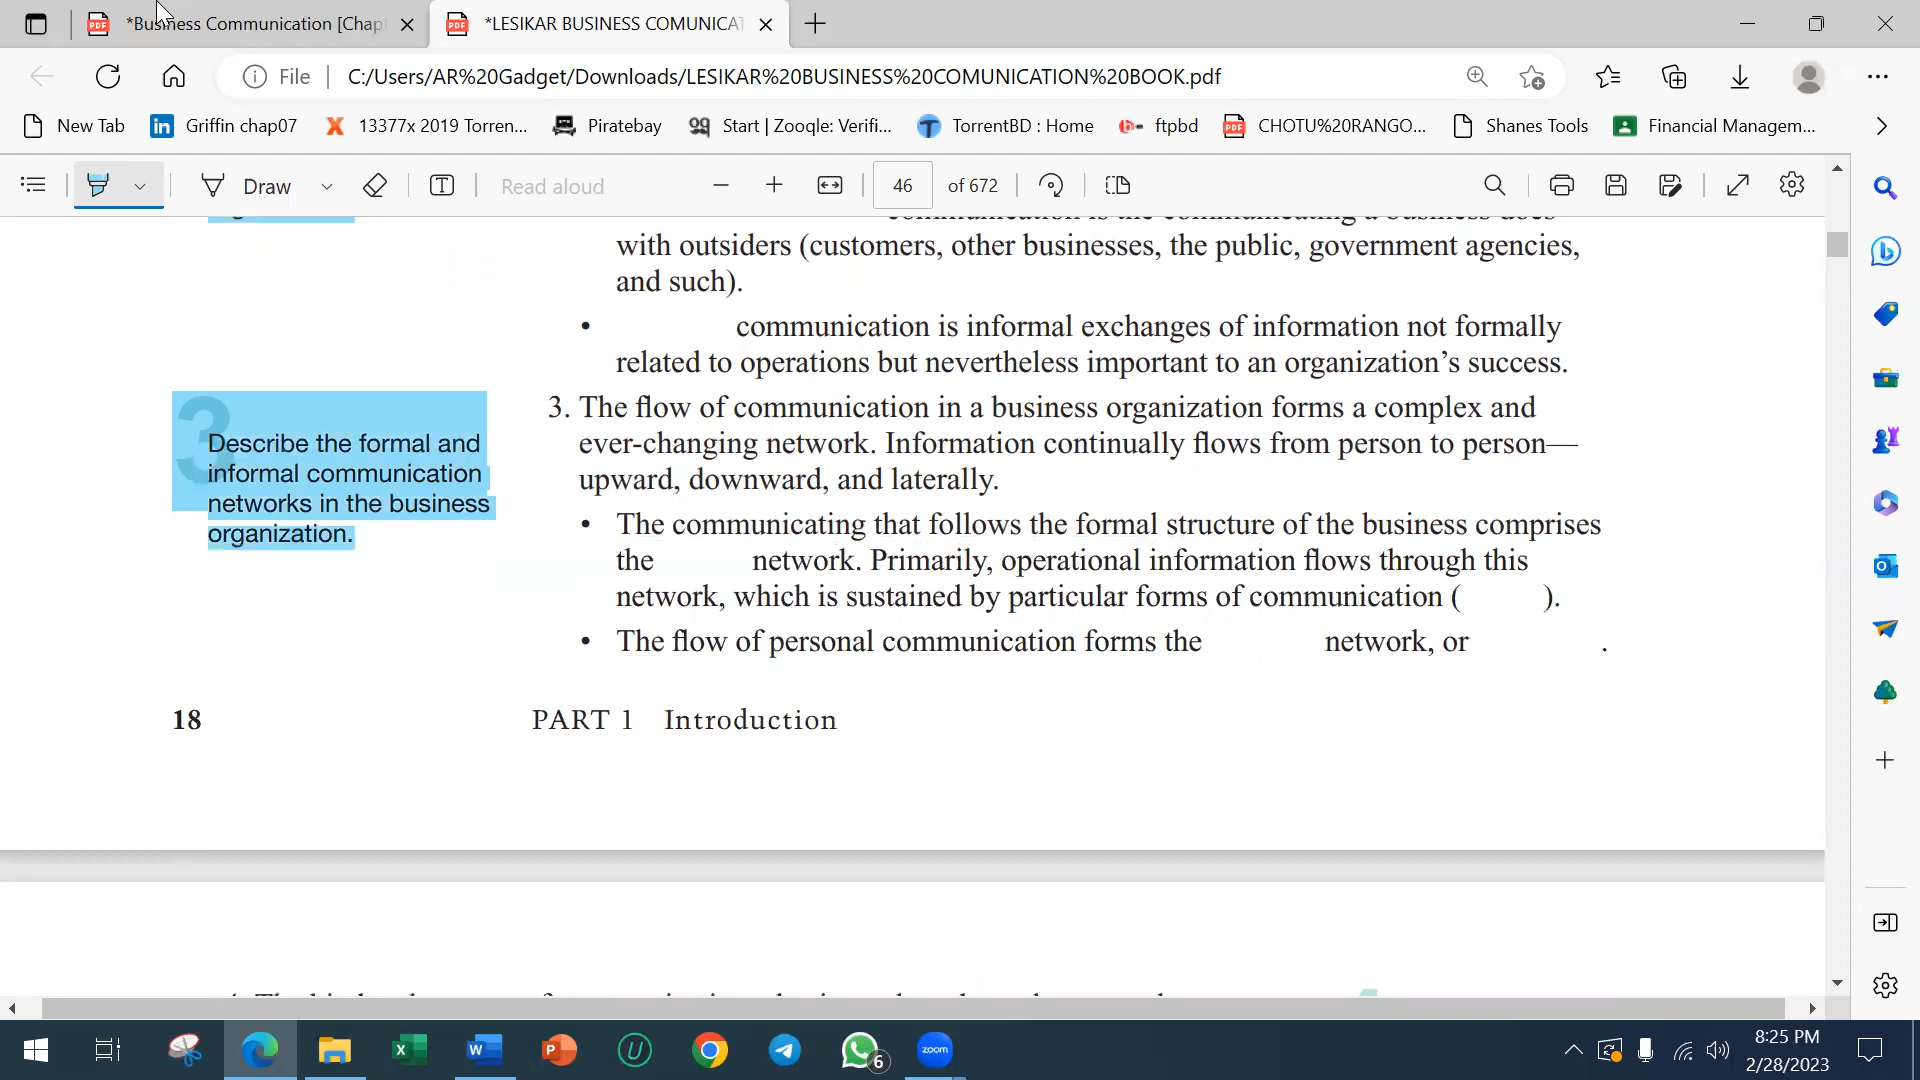 *Business Communication [Chap
*LESIKAR BUSINESS COMUNICAT
File
C:/Users/AR%20Gadget/Downloads/LESIKAR%20BUSINESS%20COMUNICATION%20BOOK.pdf
New Tab
Griffin chap07
13377x 2019 Torren...
Piratebay
Start | Zooqle: Verifi...
TorrentBD : Home
ftpbd
CHOTU%20RANGO...
Shanes Tools
Financial Managem...
Draw
Read aloud
46
of 672
communication is the communicating a business does
with outsiders (customers, other businesses, the public, government agencies,
and such).
• communication is informal exchanges of information not formally
related to operations but nevertheless important to an organization’s success.
3
Describe the formal and
informal communication
networks in the business
organization.
3. The flow of communication in a business organization forms a complex and
ever-changing network. Information continually flows from person to person—
upward, downward, and laterally.
• The communicating that follows the formal structure of the business comprises
the network. Primarily, operational information flows through this
network, which is sustained by particular forms of communication ( ).
• The flow of personal communication forms the network, or .
18
PART 1 Introduction
W
zoom
6
8:25 PM
2/28/2023